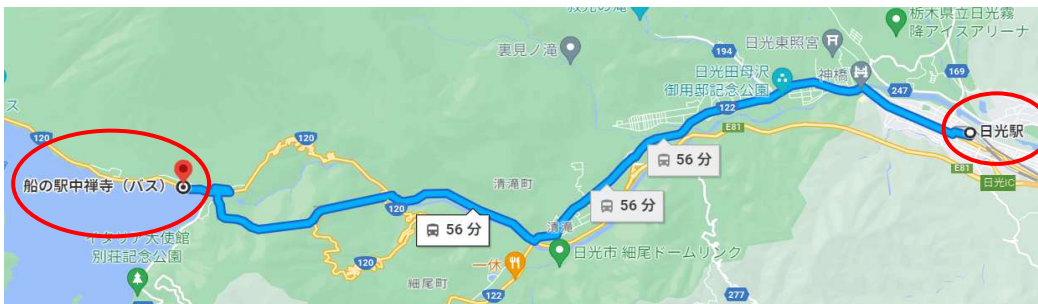 栃木県立日光霧
降アイスアリーナ
194
日光東照宮
裏見ノ滝
169
日光田母沢
御用邸記念公園
神橋
247
120
ス
122
E81
日光駅
120
56 分
E81
日光IC
船の駅中禅寺（バス）
清滝町
56 分
120
120
56 分
清滝
イタリア大使館
別荘記念公園
日光市 細尾ドームリンク
一休
細尾町
122
277